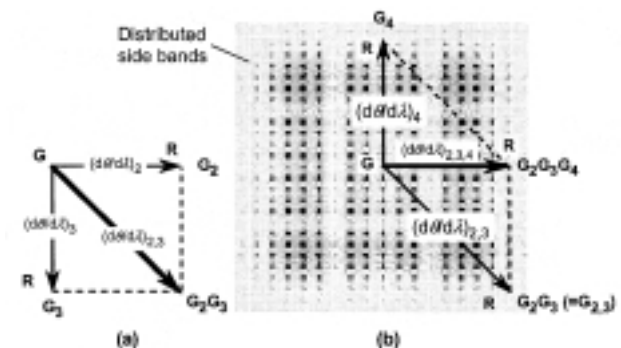 Distributed
side bands
G4
R
(dθ/dλ)4
G
(dθ/dλ)2
R
G2
(dθ/dλ)3
(dθ/dλ)2,3
R
G3
G2G3
(a)
G
(dθ/dλ)2,3,4
R
G2G3G4
(dθ/dλ)2,3
R
G2G3 (=G2,3)
(b)